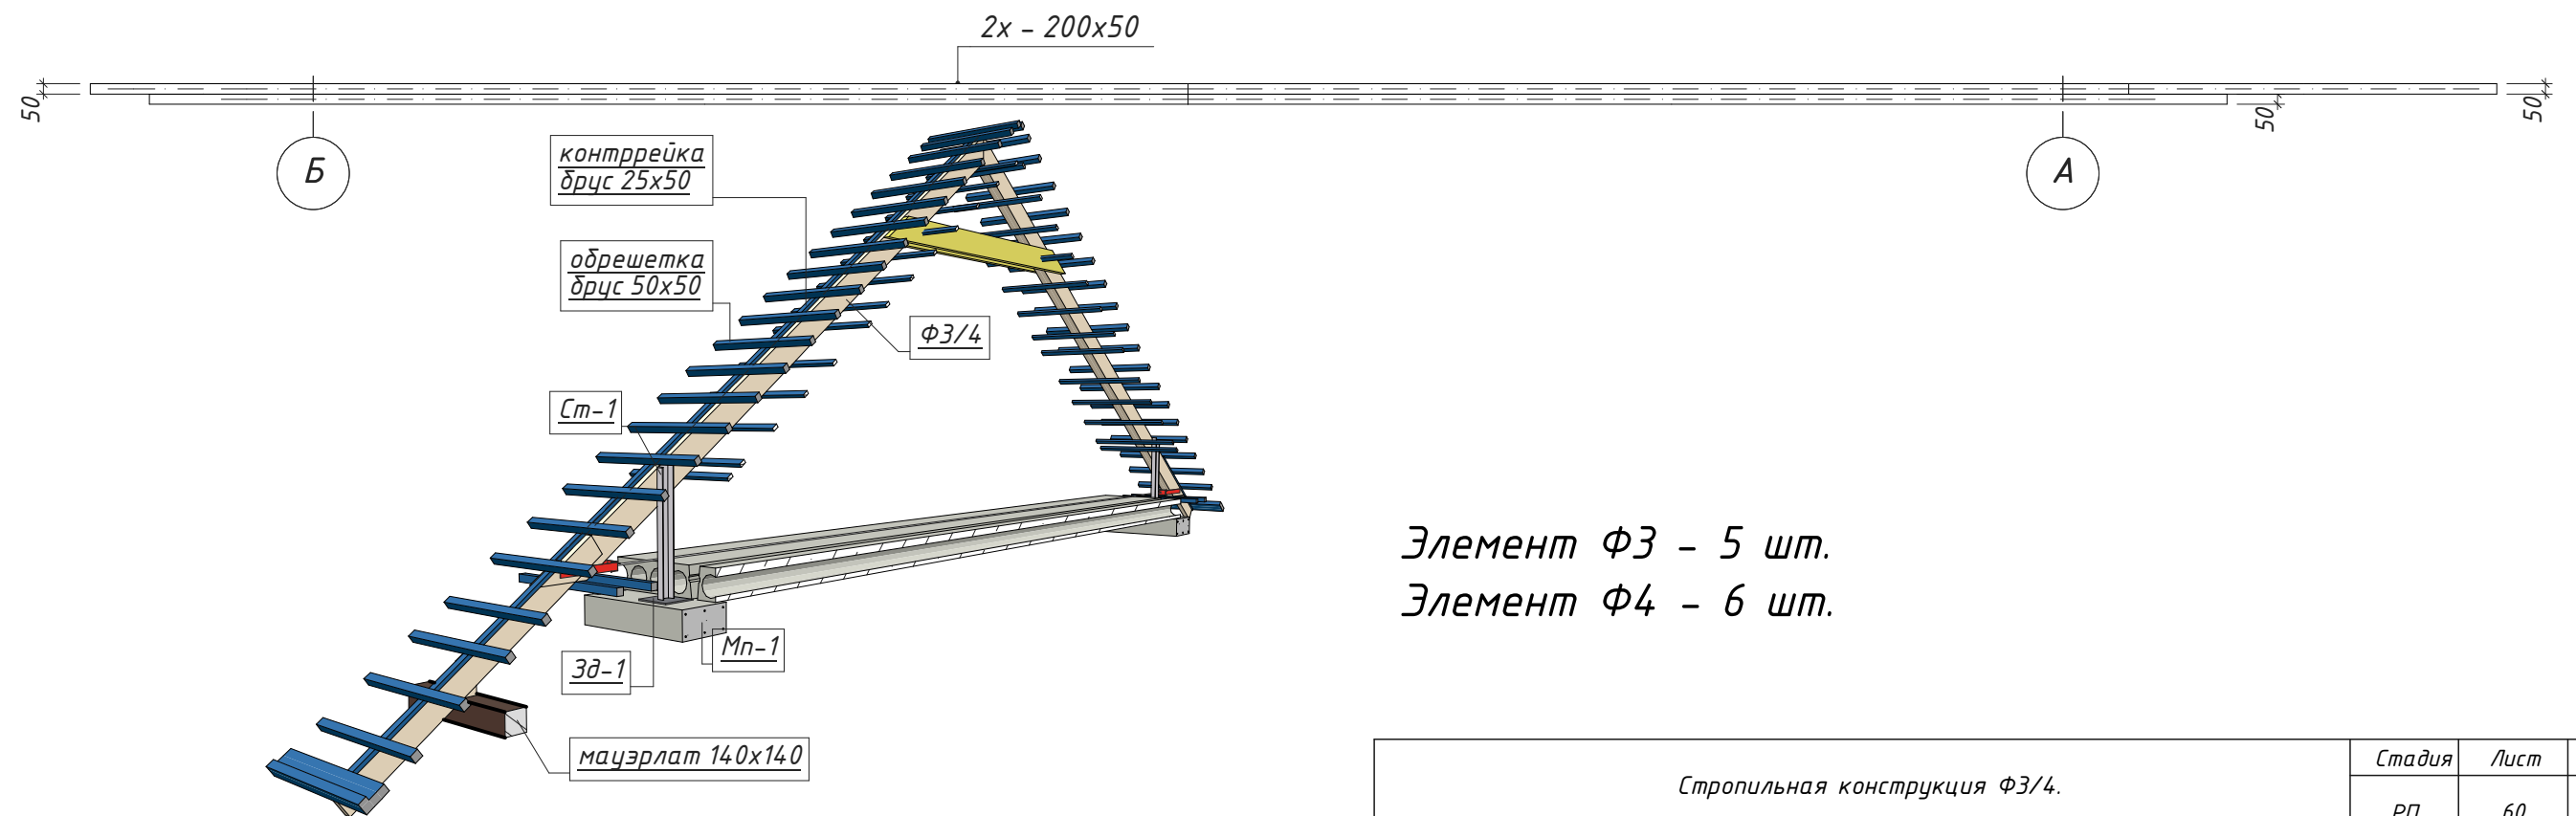 2х - 200х50
50
50
50
Б
А
контррейка
брус 25х50
обрешетка
брус 50х50
Ф3/4
Ст-1
Элемент Ф3 - 5 шт.
Элемент Ф4 - 6 шт.
Мп-1
Зд-1
мауэрлат 140х140
Стропильная конструкция Ф3/4.
Стадия Лист
РП 60